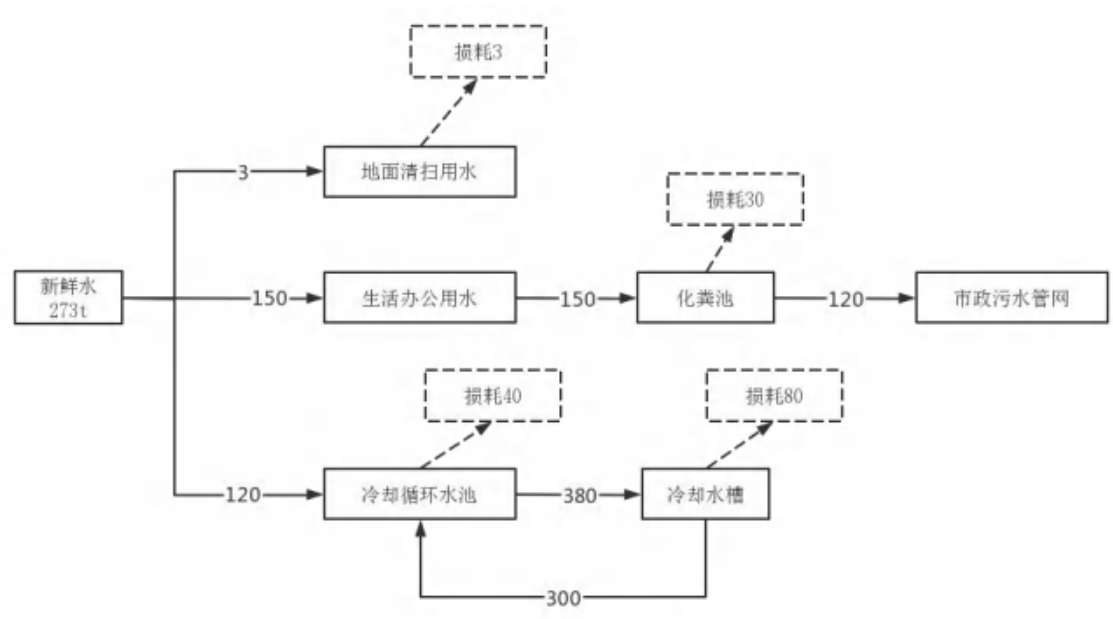 损耗3
3
地面清扫用水
损耗30
新鲜水
273t
150
生活办公用水
150
化粪池
120
市政污水管网
损耗40
损耗80
120
冷却循环水池
380
冷却水槽
300